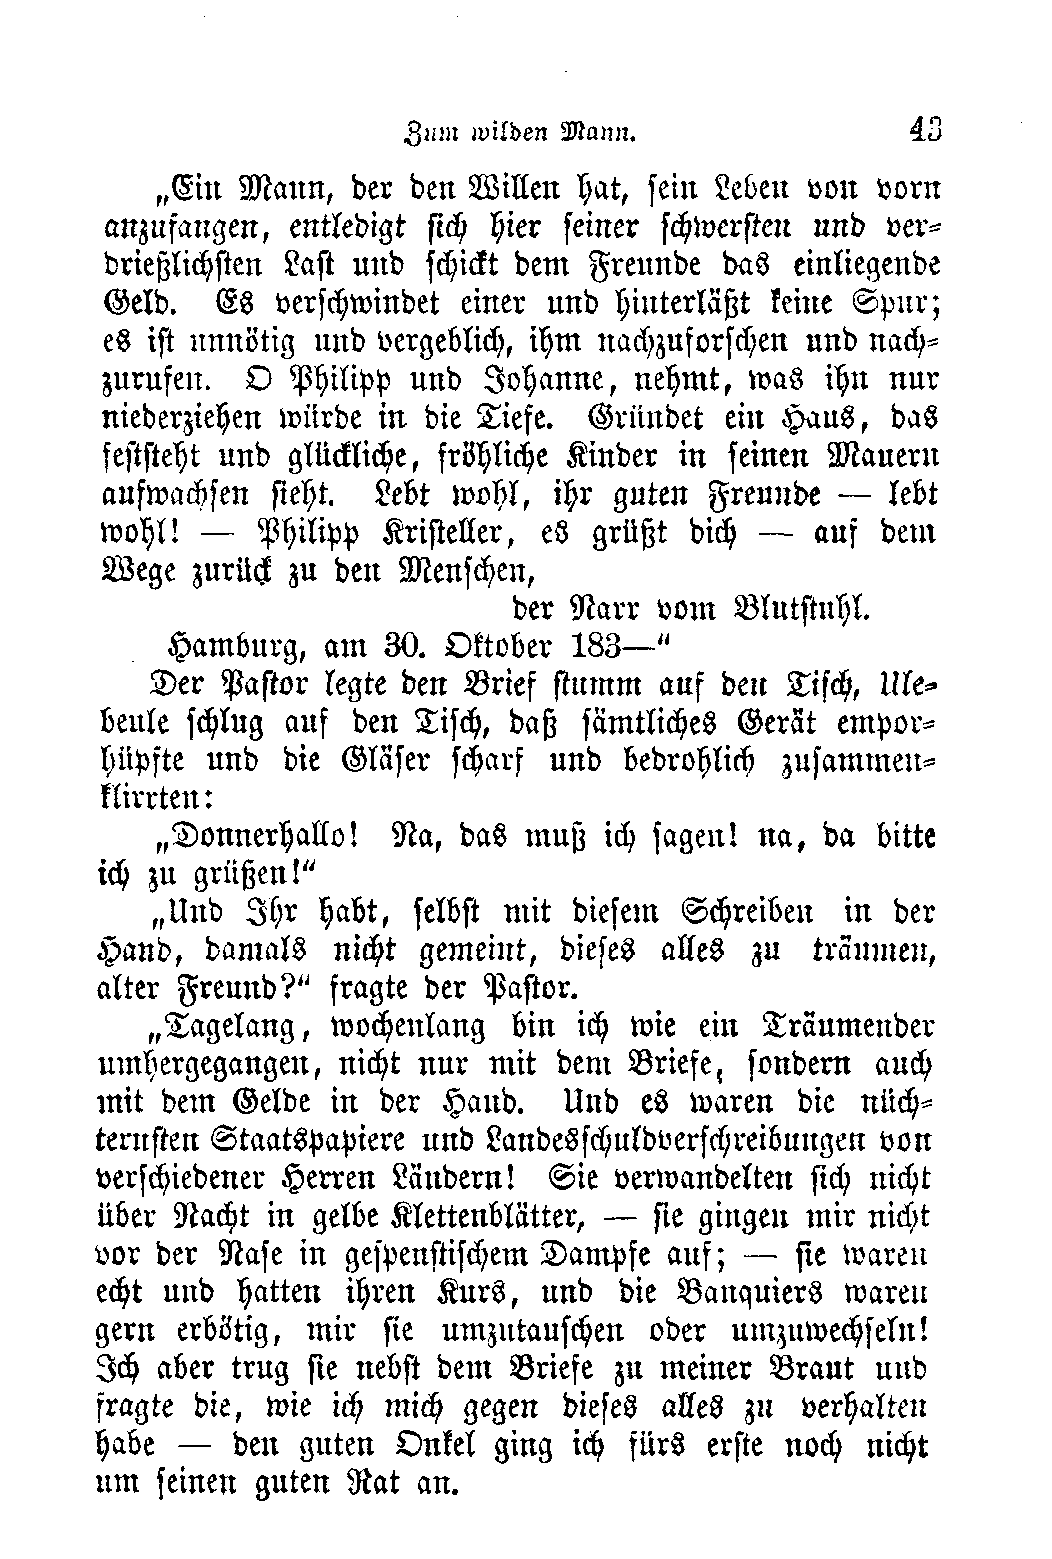 Zum wilden Mann. 43
„Ein Mann, der den Willen hat, sein Leben von vorn
anzufangen, entledigt sich hier seiner schwersten und ver-
drießlichsten Last und schickt dem Freunde das einliegende
Geld. Es verschwindet einer und hinterläßt keine Spur;
es ist unnötig und vergeblich, ihm nachzuforschen und nach-
zurufen. O Philipp und Johanne, nehmt, was ihn nur
niederziehen würde in die Tiefe. Gründet ein Haus, das
feststeht und glückliche, fröhliche Kinder in seinen Mauern
aufwachsen sieht. Lebt wohl, ihr guten Freunde — lebt
wohl! — Philipp Kristeller, es grüßt dich — auf dem
Wege zurück zu den Menschen,
der Narr vom Blutstuhl.
Hamburg, am 30. Oktober 183—“
Der Pastor legte den Brief stumm auf den Tisch, Ule-
beule schlug auf den Tisch, daß sämtliches Gerät empor-
hüpfte und die Gläser scharf und bedrohlich zusammen-
klirrten:
„Donnerhallo! Na, das muß ich sagen! na, da bitte
ich zu grüßen!“
„Und Ihr habt, selbst mit diesem Schreiben in der
Hand, damals nicht gemeint, dieses alles zu träumen,
alter Freund?“ fragte der Pastor.
„Tagelang, wochenlang bin ich wie ein Träumender
umhergegangen, nicht nur mit dem Briefe, sondern auch
mit dem Gelde in der Hand. Und es waren die nüch-
ternsten Staatspapiere und Landesschuldverschreibungen von
verschiedener Herren Ländern! Sie verwandelten sich nicht
über Nacht in gelbe Klettenblätter, — sie gingen mir nicht
vor der Nase in gespenstischem Dampfe auf; — sie waren
echt und hatten ihren Kurs, und die Banquiers waren
gern erbötig, mir sie umzutauschen oder umzuwechseln!
Ich aber trug sie nebst dem Briefe zu meiner Braut und
fragte die, wie ich mich gegen dieses alles zu verhalten
habe — den guten Onkel ging ich fürs erste noch nicht
um seinen guten Rat an.